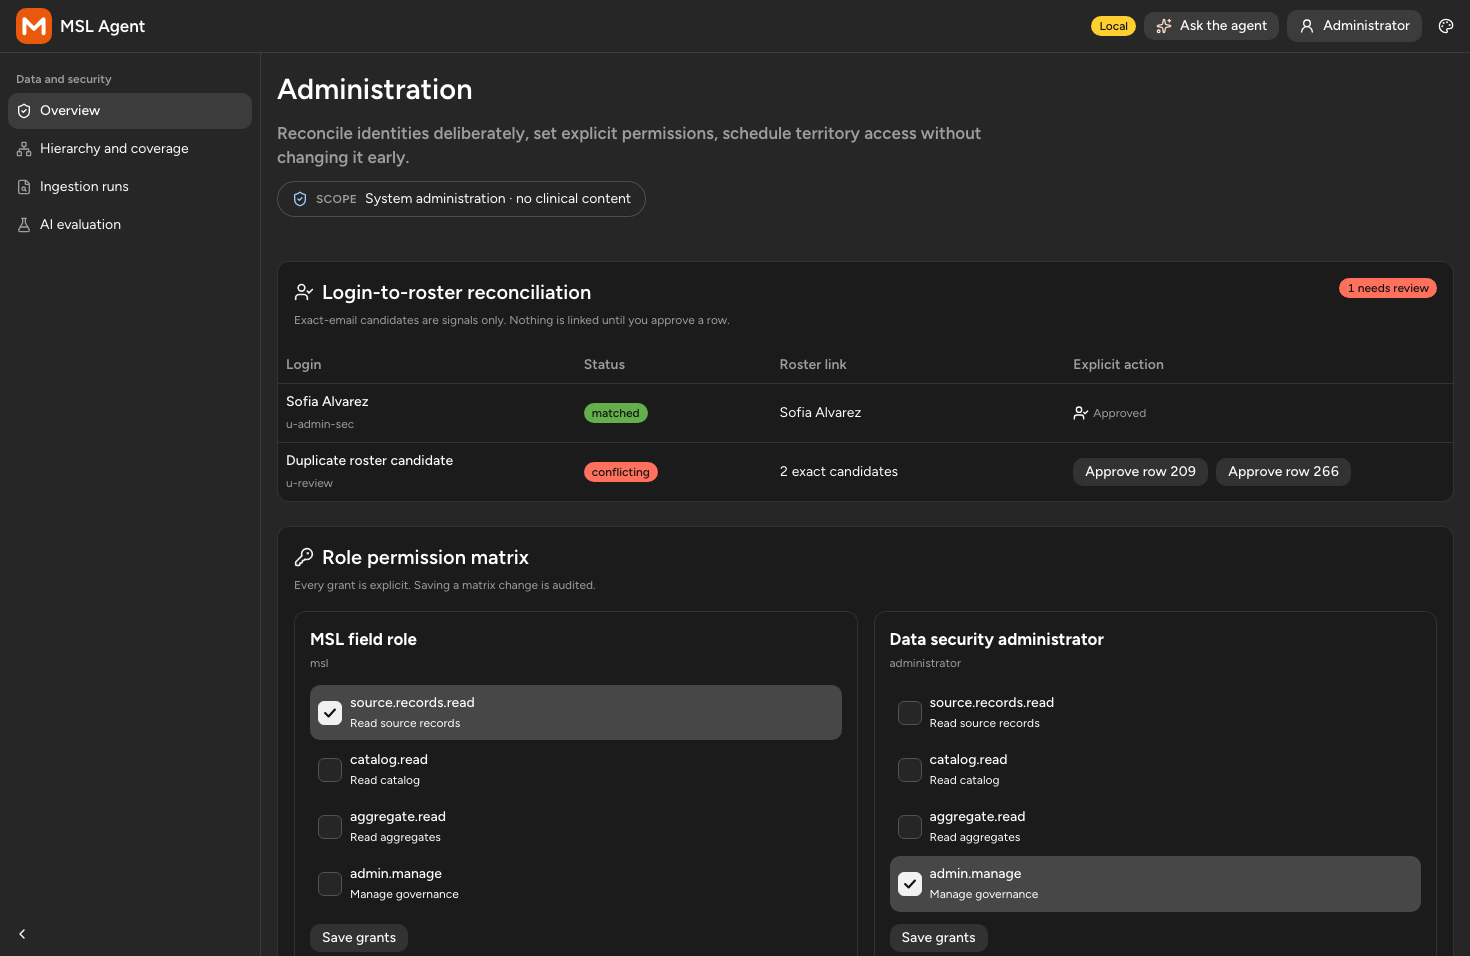 MSL Agent
Local
Ask the agent
Administrator
Data and security
Overview
Hierarchy and coverage
Ingestion runs
AI evaluation
Administration
Reconcile identities deliberately, set explicit permissions, schedule territory access without
changing it early.
SCOPE System administration · no clinical content
Login-to-roster reconciliation
1 needs review
Exact-email candidates are signals only. Nothing is linked until you approve a row.
Login Status Roster link Explicit action
Sofia Alvarez
u-admin-sec
matched
Sofia Alvarez
Approved
Duplicate roster candidate
u-review
conflicting
2 exact candidates
Approve row 209
Approve row 266
Role permission matrix
Every grant is explicit. Saving a matrix change is audited.
MSL field role
msl
source.records.read
Read source records
catalog.read
Read catalog
aggregate.read
Read aggregates
admin.manage
Manage governance
Save grants
Data security administrator
administrator
source.records.read
Read source records
catalog.read
Read catalog
aggregate.read
Read aggregates
admin.manage
Manage governance
Save grants